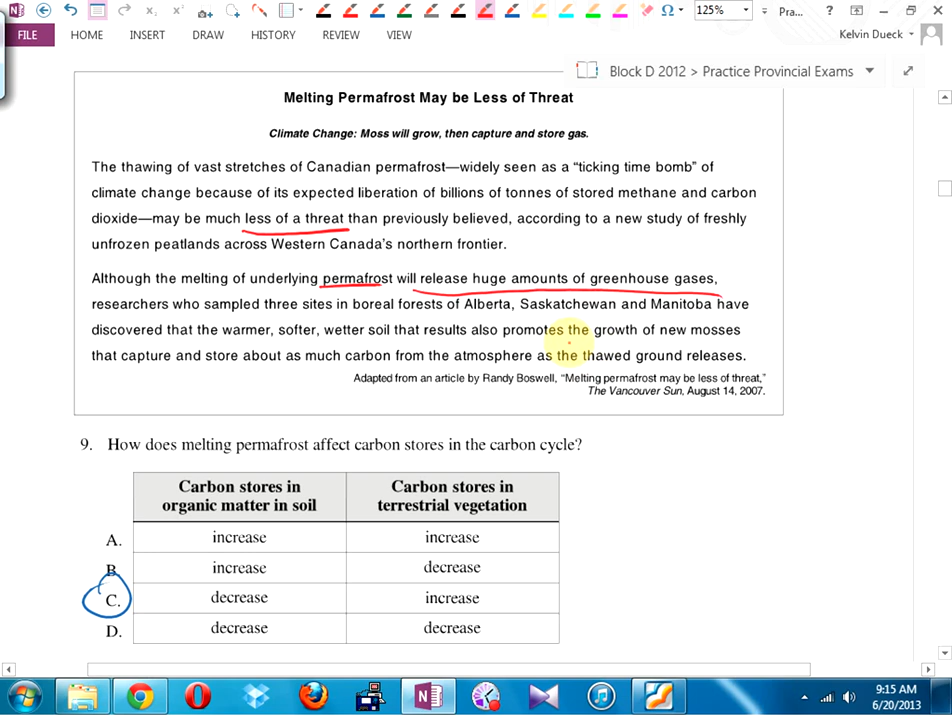 125% Pra... ?
FILE HOME INSERT DRAW HISTORY REVIEW VIEW Kelvin Dueck
Block D 2012 > Practice Provincial Exams
Melting Permafrost May be Less of Threat
Climate Change: Moss will grow, then capture and store gas.
The thawing of vast stretches of Canadian permafrost—widely seen as a “ticking time bomb” of
climate change because of its expected liberation of billions of tonnes of stored methane and carbon
dioxide—may be much less of a threat than previously believed, according to a new study of freshly
unfrozen peatlands across Western Canada’s northern frontier.
Although the melting of underlying permafrost will release huge amounts of greenhouse gases,
researchers who sampled three sites in boreal forests of Alberta, Saskatchewan and Manitoba have
discovered that the warmer, softer, wetter soil that results also promotes the growth of new mosses
that capture and store about as much carbon from the atmosphere as the thawed ground releases.
Adapted from an article by Randy Boswell, “Melting permafrost may be less of threat,”
The Vancouver Sun, August 14, 2007.
9. How does melting permafrost affect carbon stores in the carbon cycle?
Carbon stores in Carbon stores in
organic matter in soil terrestrial vegetation
A. increase increase
B. increase decrease
C. decrease increase
D. decrease decrease
9:15 AM
6/20/2013